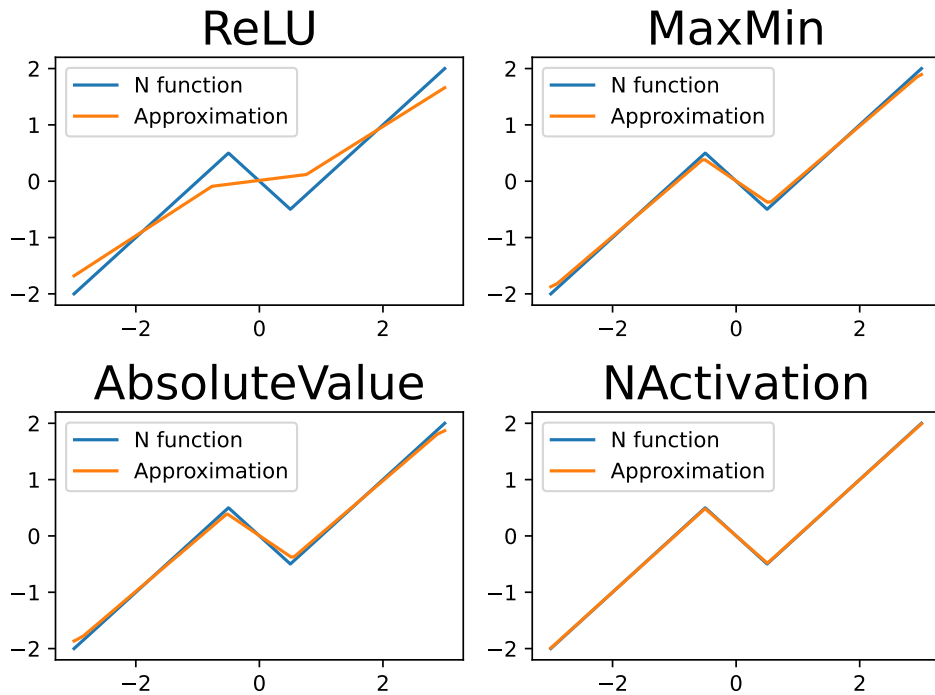 ReLU
N function
Approximation
2
1
0
−1
−2
−2 0 2
MaxMin
N function
Approximation
2
1
0
−1
−2
−2 0 2
AbsoluteValue
N function
Approximation
2
1
0
−1
−2
−2 0 2
NActivation
N function
Approximation
2
1
0
−1
−2
−2 0 2